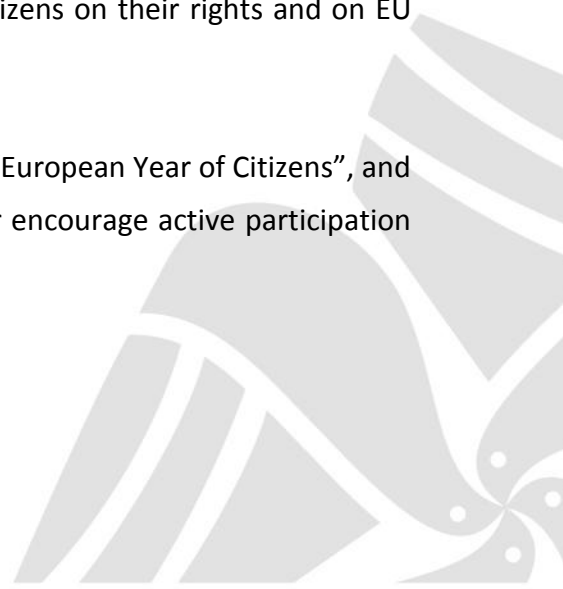 izens on their rights and on EU
European Year of Citizens”, and
encourage active participation